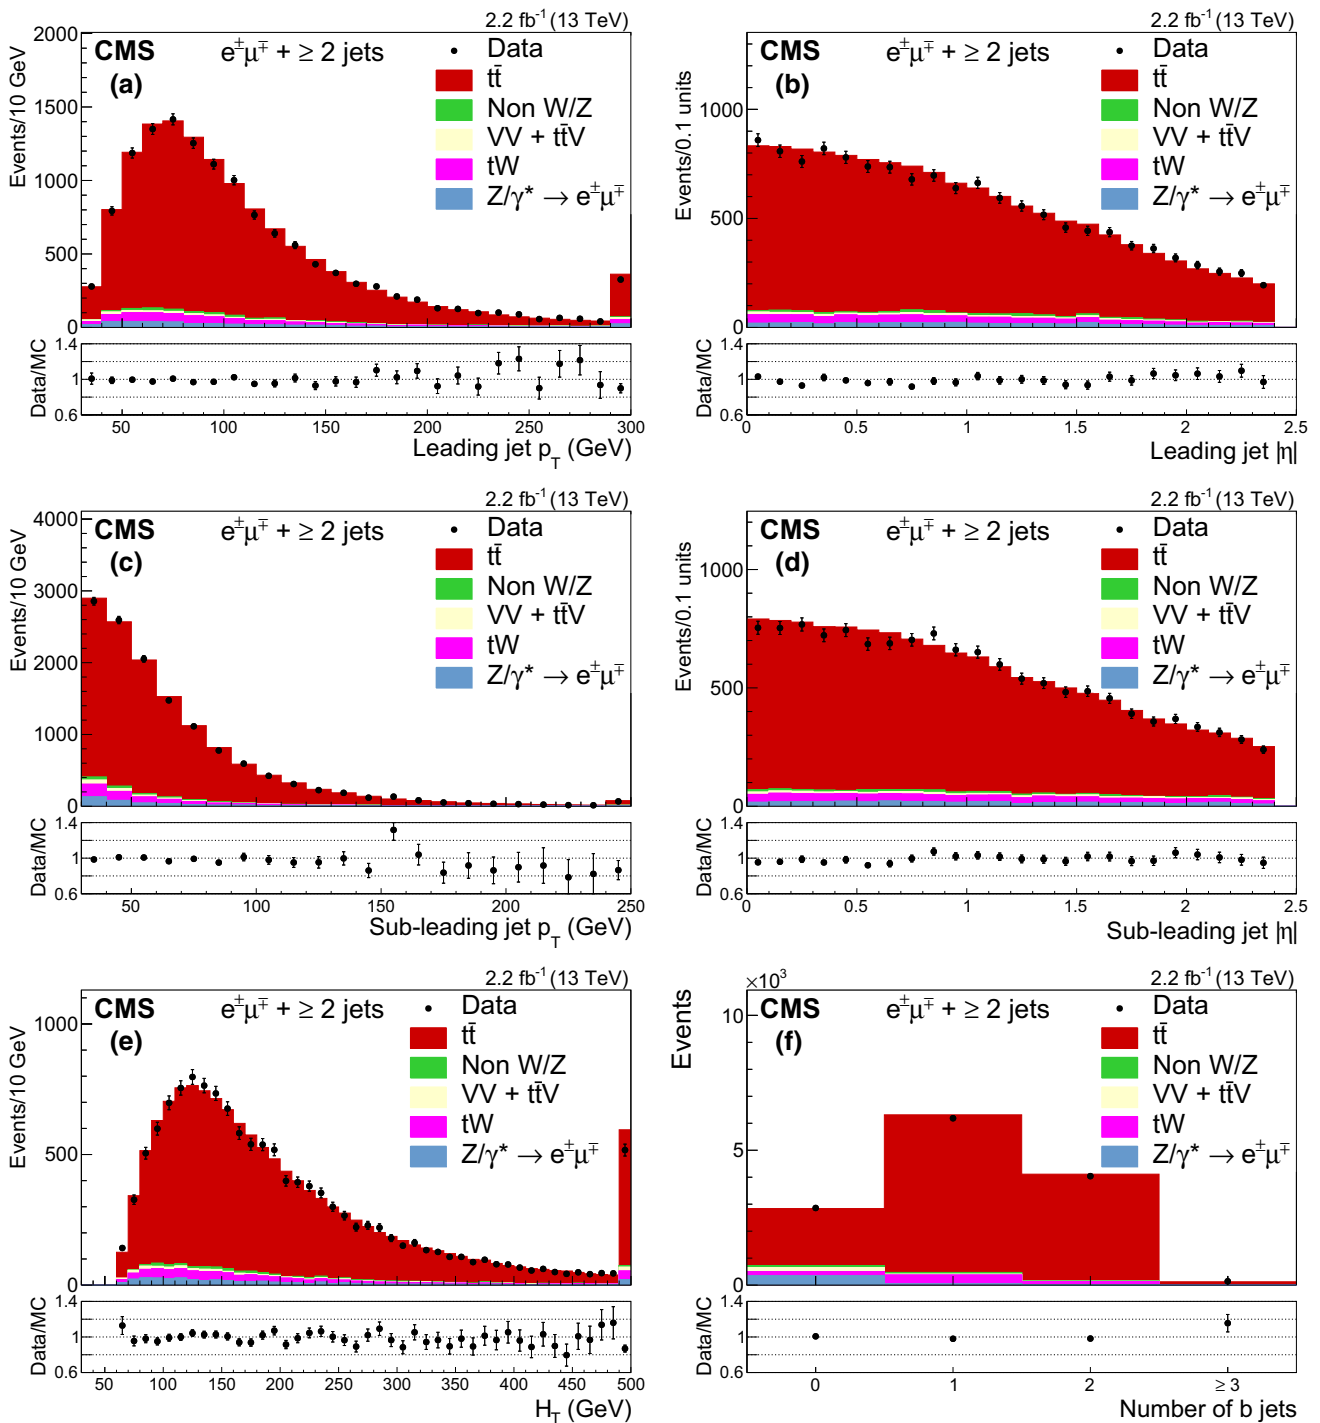 2.2 fb⁻¹ (13 TeV)
CMS e±μ∓ + ≥ 2 jets
(a)
Data
tt̄
Non W/Z
VV + tt̄V
tW
Z/γ* → e±μ∓
Events/10 GeV
2000
1500
1000
500
0
Data/MC
1.4
1
0.6
50 100 150 200 250 300
Leading jet p_T (GeV)
2.2 fb⁻¹ (13 TeV)
CMS e±μ∓ + ≥ 2 jets
(b)
Data
tt̄
Non W/Z
VV + tt̄V
tW
Z/γ* → e±μ∓
Events/0.1 units
1000
500
0
Data/MC
1.4
1
0.6
0 0.5 1 1.5 2 2.5
Leading jet |η|
2.2 fb⁻¹ (13 TeV)
CMS e±μ∓ + ≥ 2 jets
(c)
Data
tt̄
Non W/Z
VV + tt̄V
tW
Z/γ* → e±μ∓
Events/10 GeV
4000
3000
2000
1000
0
Data/MC
1.4
1
0.6
50 100 150 200 250
Sub-leading jet p_T (GeV)
2.2 fb⁻¹ (13 TeV)
CMS e±μ∓ + ≥ 2 jets
(d)
Data
tt̄
Non W/Z
VV + tt̄V
tW
Z/γ* → e±μ∓
Events/0.1 units
1000
500
0
Data/MC
1.4
1
0.6
0 0.5 1 1.5 2 2.5
Sub-leading jet |η|
2.2 fb⁻¹ (13 TeV)
CMS e±μ∓ + ≥ 2 jets
(e)
Data
tt̄
Non W/Z
VV + tt̄V
tW
Z/γ* → e±μ∓
Events/10 GeV
1000
500
0
Data/MC
1.4
1
0.6
50 100 150 200 250 300 350 400 450 500
H_T (GeV)
×10³
2.2 fb⁻¹ (13 TeV)
CMS e±μ∓ + ≥ 2 jets
(f)
Data
tt̄
Non W/Z
VV + tt̄V
tW
Z/γ* → e±μ∓
Events
10
5
0
Data/MC
1.4
1
0.6
0 1 2 ≥ 3
Number of b jets